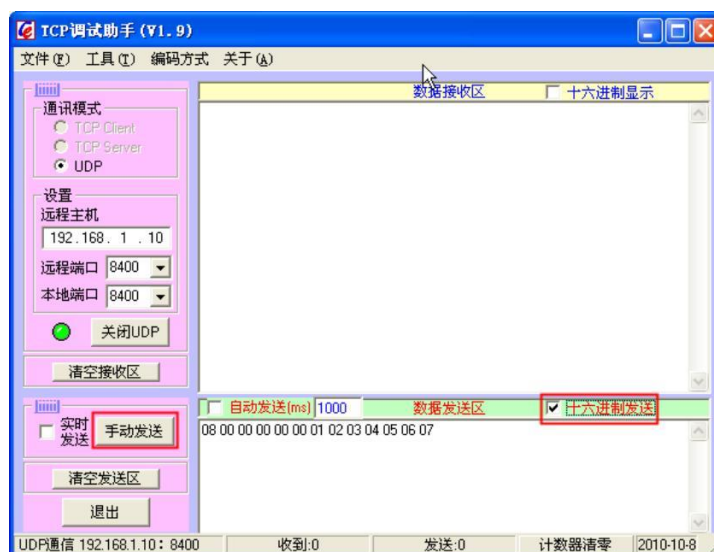 TCP调试助手(V1.9)
文件(F) 工具(T) 编码方式 关于(A)
通讯模式
TCP Client
TCP Server
UDP
设置
远程主机
192.168. 1 . 10
远程端口 8400
本地端口 8400
关闭UDP
清空接收区
数据接收区 十六进制显示
实时发送 手动发送
清空发送区
退出
自动发送(ms) 1000 数据发送区 十六进制发送
08 00 00 00 00 00 01 02 03 04 05 06 07
UDP通信 192.168.1.10：8400 收到:0 发送:0 计数器清零 2010-10-8